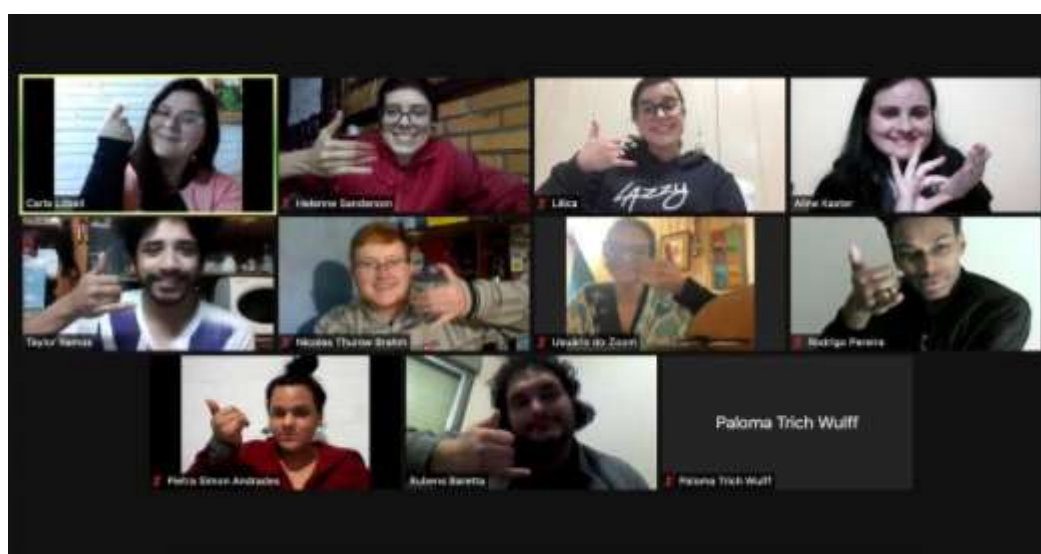 Carla
Helenne Sanderson
Lilica
LAZZY
Aline Kaster
Taylor Ramos
Nicolas Thurow Brahm
Usuário do Zoom
Rodrigo Pereira
Pietra Simon Andrades
Rubens Baretta
Paloma Trich Wulff
Paloma Trich Wulff